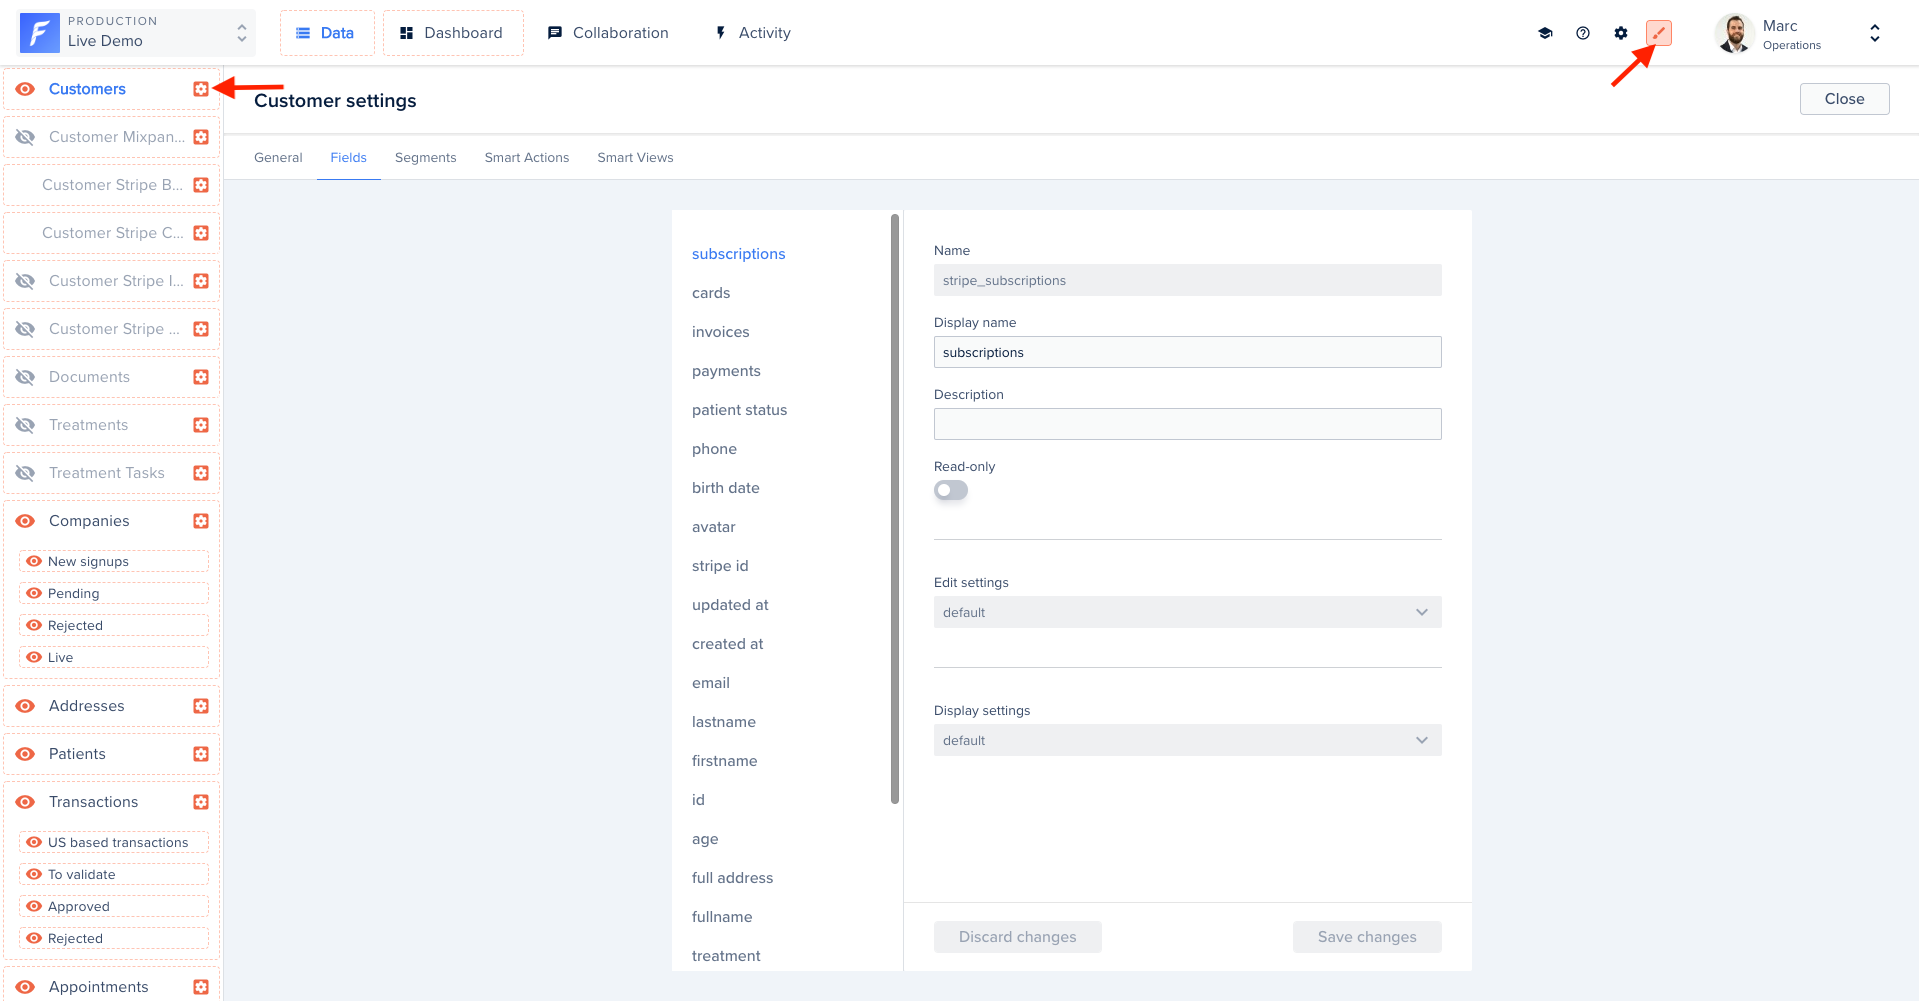 PRODUCTION
Live Demo
Data
Dashboard
Collaboration
Activity
Marc
Operations
Customers
Customer Mixpan...
Customer Stripe B...
Customer Stripe C...
Customer Stripe I...
Customer Stripe ...
Documents
Treatments
Treatment Tasks
Companies
New signups
Pending
Rejected
Live
Addresses
Patients
Transactions
US based transactions
To validate
Approved
Rejected
Appointments
Customer settings
Close
General
Fields
Segments
Smart Actions
Smart Views
subscriptions
cards
invoices
payments
patient status
phone
birth date
avatar
stripe id
updated at
created at
email
lastname
firstname
id
age
full address
fullname
treatment
Name
stripe_subscriptions
Display name
subscriptions
Description
Read-only
Edit settings
default
Display settings
default
Discard changes
Save changes